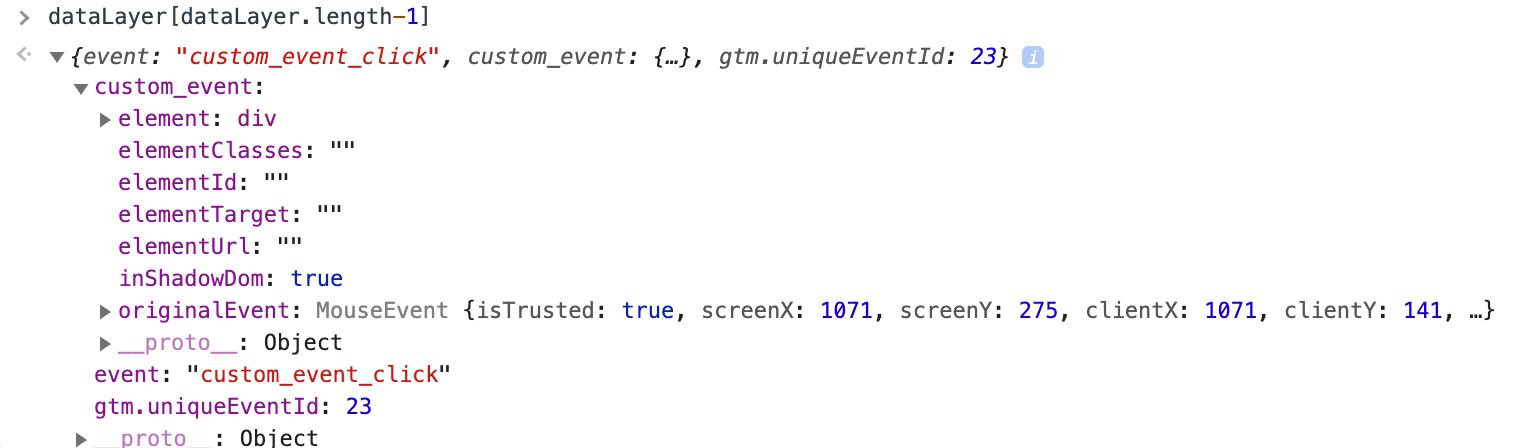 > dataLayer[dataLayer.length-1]
{event: "custom_event_click", custom_event: {…}, gtm.uniqueEventId: 23} i
custom_event:
element: div
elementClasses: ""
elementId: ""
elementTarget: ""
elementUrl: ""
inShadowDom: true
originalEvent: MouseEvent {isTrusted: true, screenX: 1071, screenY: 275, clientX: 1071, clientY: 141, …}
__proto__: Object
event: "custom_event_click"
gtm.uniqueEventId: 23
__proto__: Object